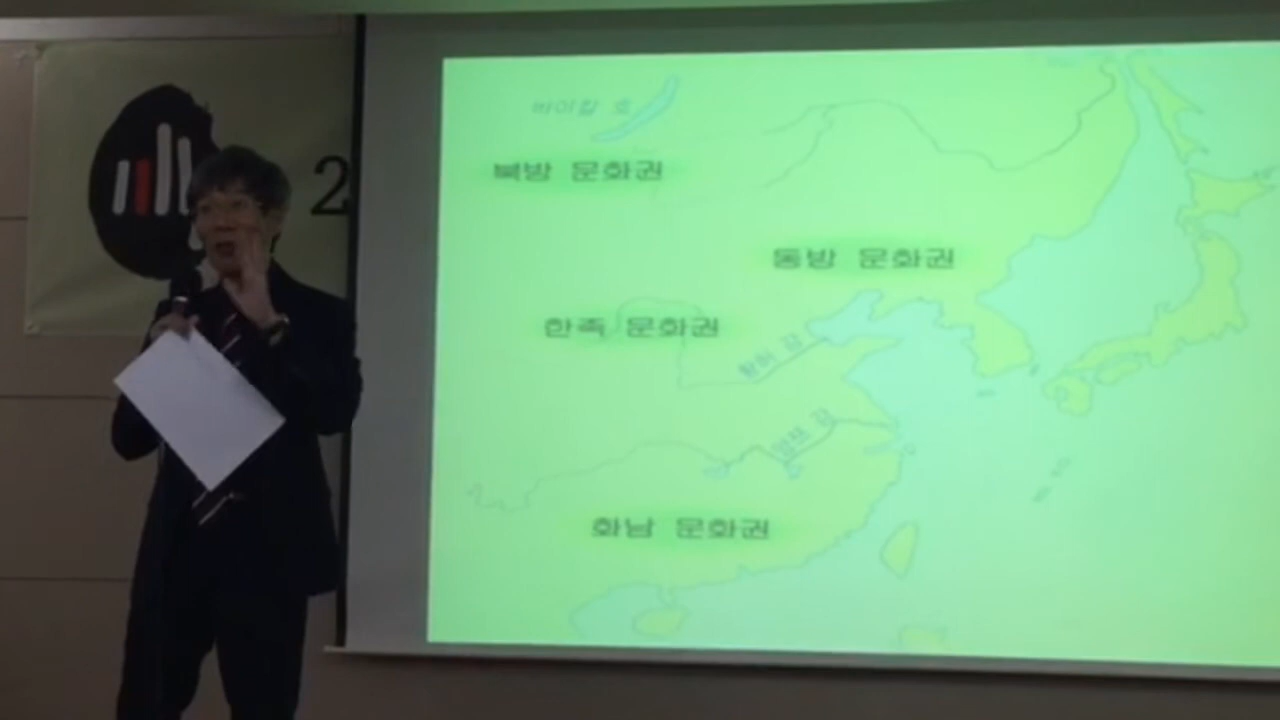 2
바이칼 호
북방 문화권
동방 문화권
한족 문화권
황허 강
양쯔 강
화남 문화권